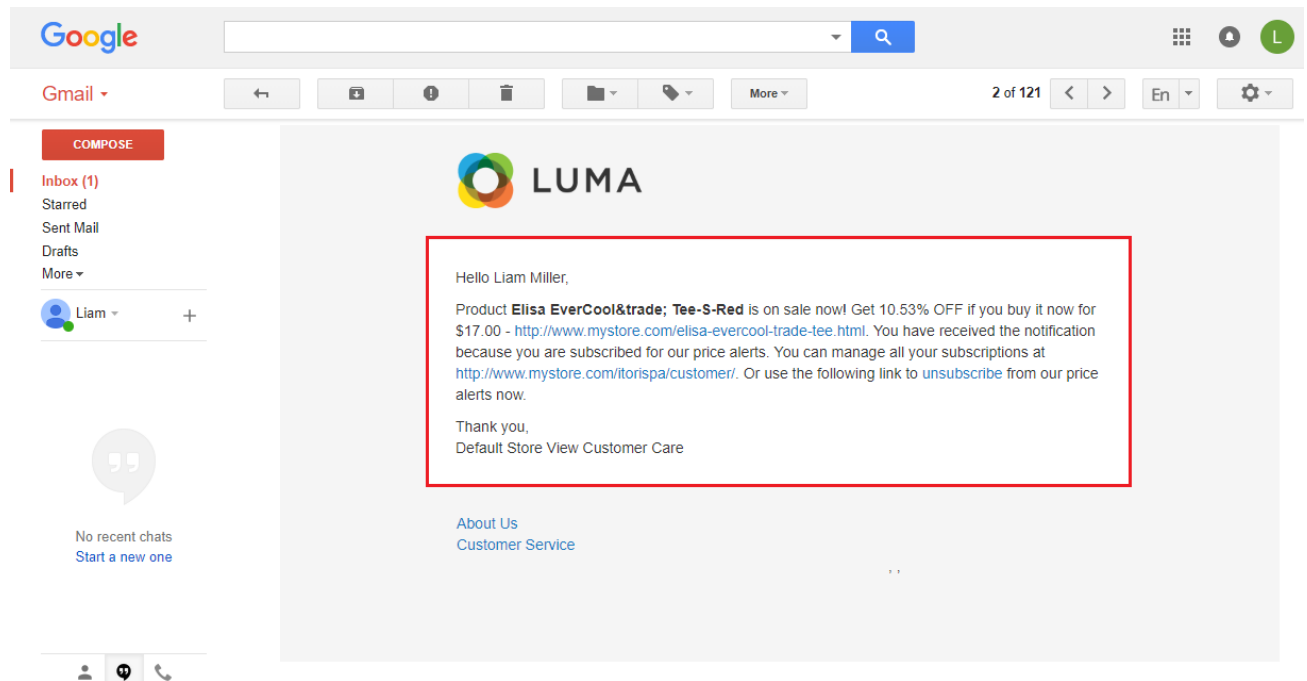 Google
L
Gmail
More
2 of 121
En
COMPOSE
Inbox (1)
Starred
Sent Mail
Drafts
More
Liam
+
No recent chats
Start a new one
LUMA
Hello Liam Miller,
Product Elisa EverCool&trade; Tee-S-Red is on sale now! Get 10.53% OFF if you buy it now for
$17.00 - http://www.mystore.com/elisa-evercool-trade-tee.html. You have received the notification
because you are subscribed for our price alerts. You can manage all your subscriptions at
http://www.mystore.com/itorispa/customer/. Or use the following link to unsubscribe from our price
alerts now.
Thank you,
Default Store View Customer Care
About Us
Customer Service
, ,